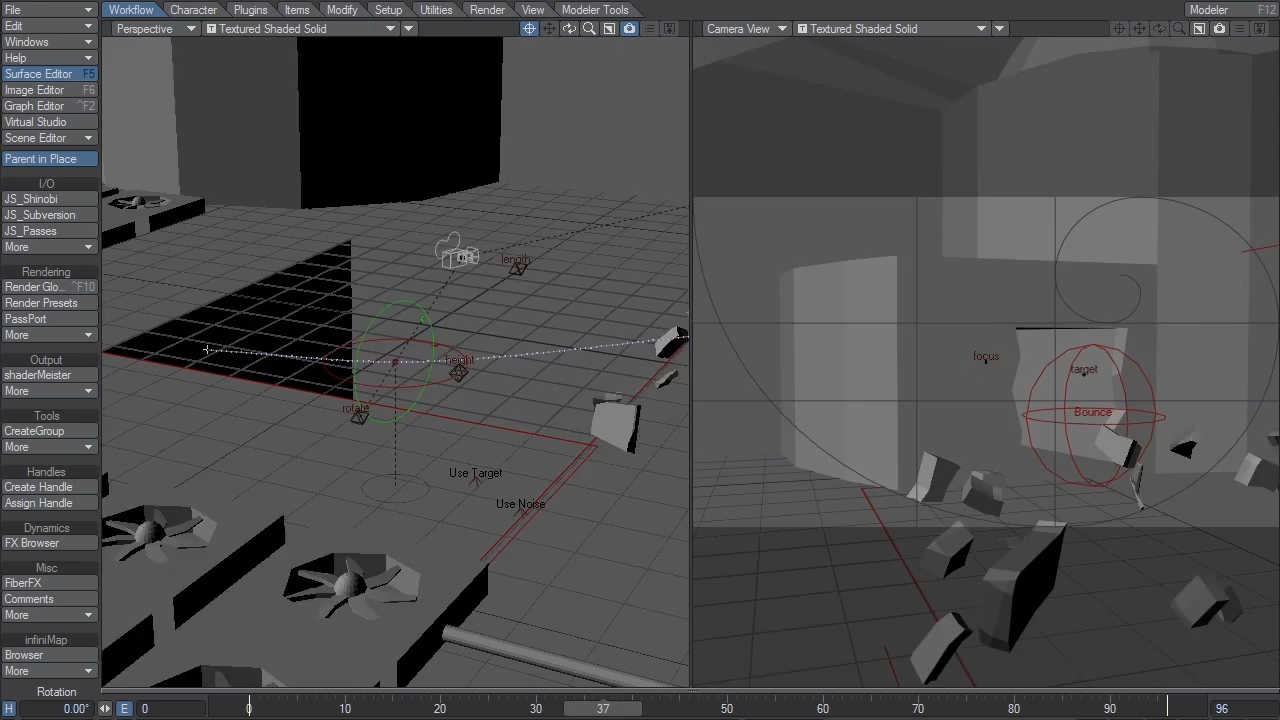 File Workflow Character Plugins Items Modify Setup Utilities Render View Modeler Tools Modeler F12
Edit Perspective T Textured Shaded Solid Camera View T Textured Shaded Solid
Windows
Help
Surface Editor F5
Image Editor F6
Graph Editor ^F2
Virtual Studio
Scene Editor
Parent in Place
I/O
JS_Shinobi
JS_Subversion
JS_Passes
More
Rendering
Render Glo... ^F10
Render Presets
PassPort
More
Output
shaderMeister
More
Tools
CreateGroup
More
Handles
Create Handle
Assign Handle
Dynamics
FX Browser
Misc
FiberFX
Comments
More
infiniMap
Browser
More
length
height
rotate
Use Target
Use Noise
focus
target
Bounce
Rotation
H 0.00° E 0 0 10 20 30 37 50 60 70 80 90 96